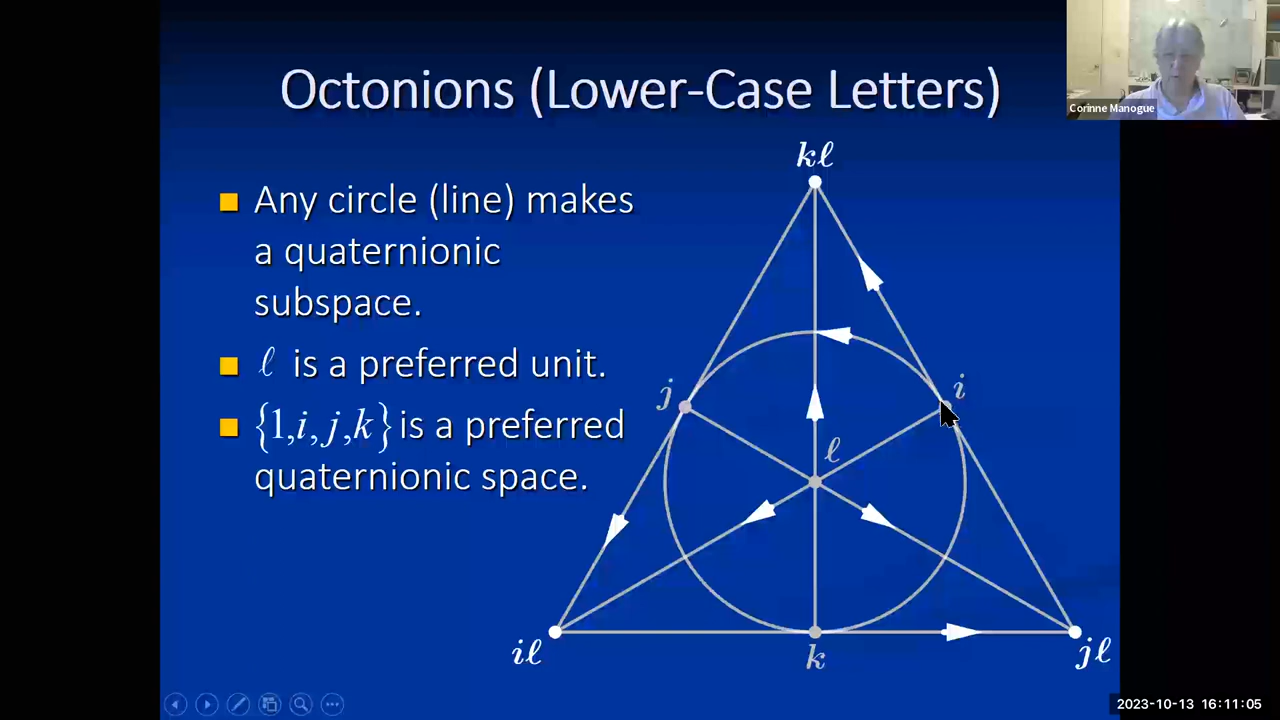 Octonions (Lower-Case Letters)
Corinne Manogue
Any circle (line) makes
a quaternionic
subspace.
ℓ is a preferred unit.
{1,i,j,k} is a preferred
quaternionic space.
kℓ
j
i
ℓ
iℓ
k
jℓ
2023-10-13 16:11:05